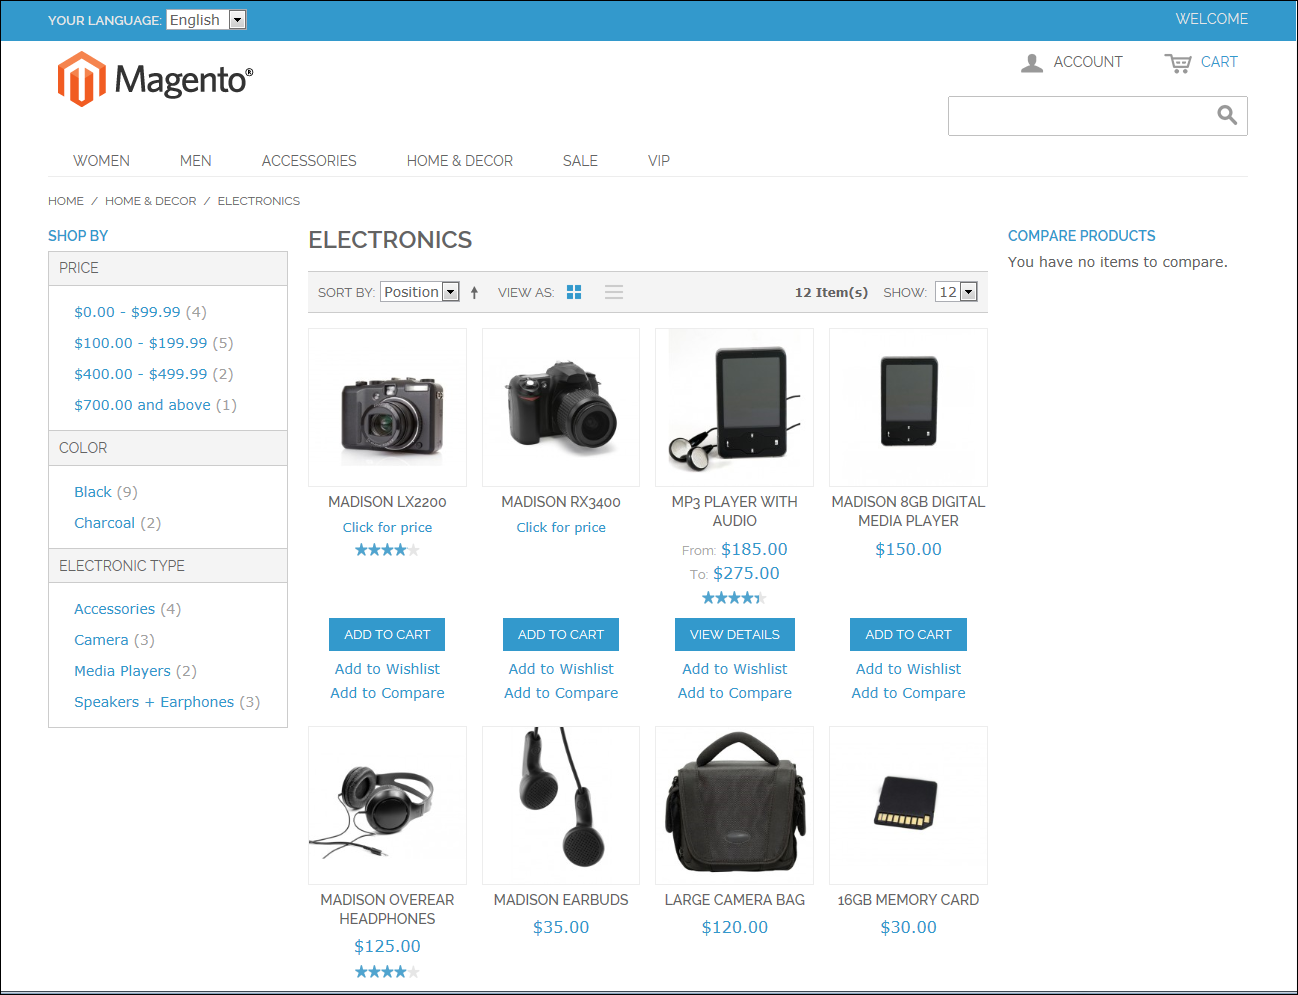 YOUR LANGUAGE: English
WELCOME
Magento®
ACCOUNT
CART
WOMEN MEN ACCESSORIES HOME & DECOR SALE VIP
HOME / HOME & DECOR / ELECTRONICS
SHOP BY
PRICE
$0.00 - $99.99 (4)
$100.00 - $199.99 (5)
$400.00 - $499.99 (2)
$700.00 and above (1)
COLOR
Black (9)
Charcoal (2)
ELECTRONIC TYPE
Accessories (4)
Camera (3)
Media Players (2)
Speakers + Earphones (3)
ELECTRONICS
SORT BY: Position VIEW AS: 12 Item(s) SHOW: 12
MADISON LX2200
Click for price
ADD TO CART
Add to Wishlist
Add to Compare
MADISON RX3400
Click for price
ADD TO CART
Add to Wishlist
Add to Compare
MP3 PLAYER WITH
AUDIO
From: $185.00
To: $275.00
VIEW DETAILS
Add to Wishlist
Add to Compare
MADISON 8GB DIGITAL
MEDIA PLAYER
$150.00
ADD TO CART
Add to Wishlist
Add to Compare
MADISON OVEREAR
HEADPHONES
$125.00
MADISON EARBUDS
$35.00
LARGE CAMERA BAG
$120.00
16GB MEMORY CARD
$30.00
COMPARE PRODUCTS
You have no items to compare.